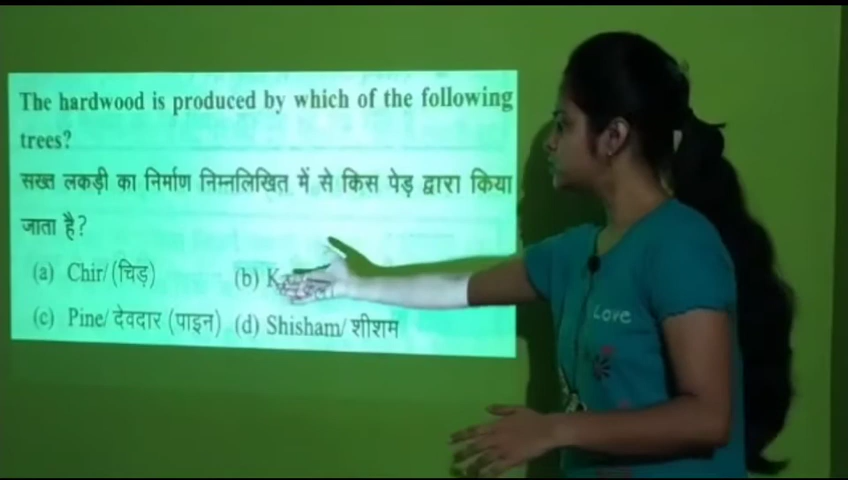 The hardwood is produced by which of the following
trees?
सख्त लकड़ी का निर्माण निम्नलिखित में से किस पेड़ द्वारा किया
जाता है?
(a) Chir/ (चिड़) (b) K
(c) Pine/ देवदार (पाइन) (d) Shisham/ शीशम
Love